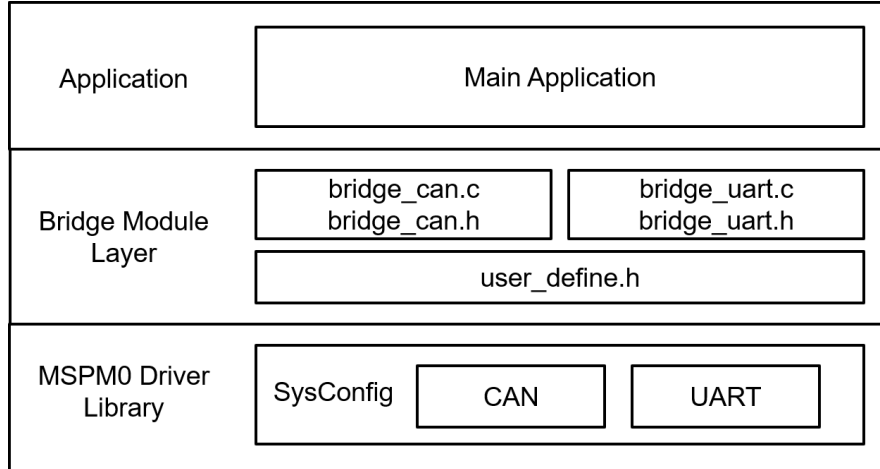 Application
Main Application
Bridge Module
Layer
bridge_can.c
bridge_can.h
bridge_uart.c
bridge_uart.h
user_define.h
MSPM0 Driver
Library
SysConfig
CAN
UART